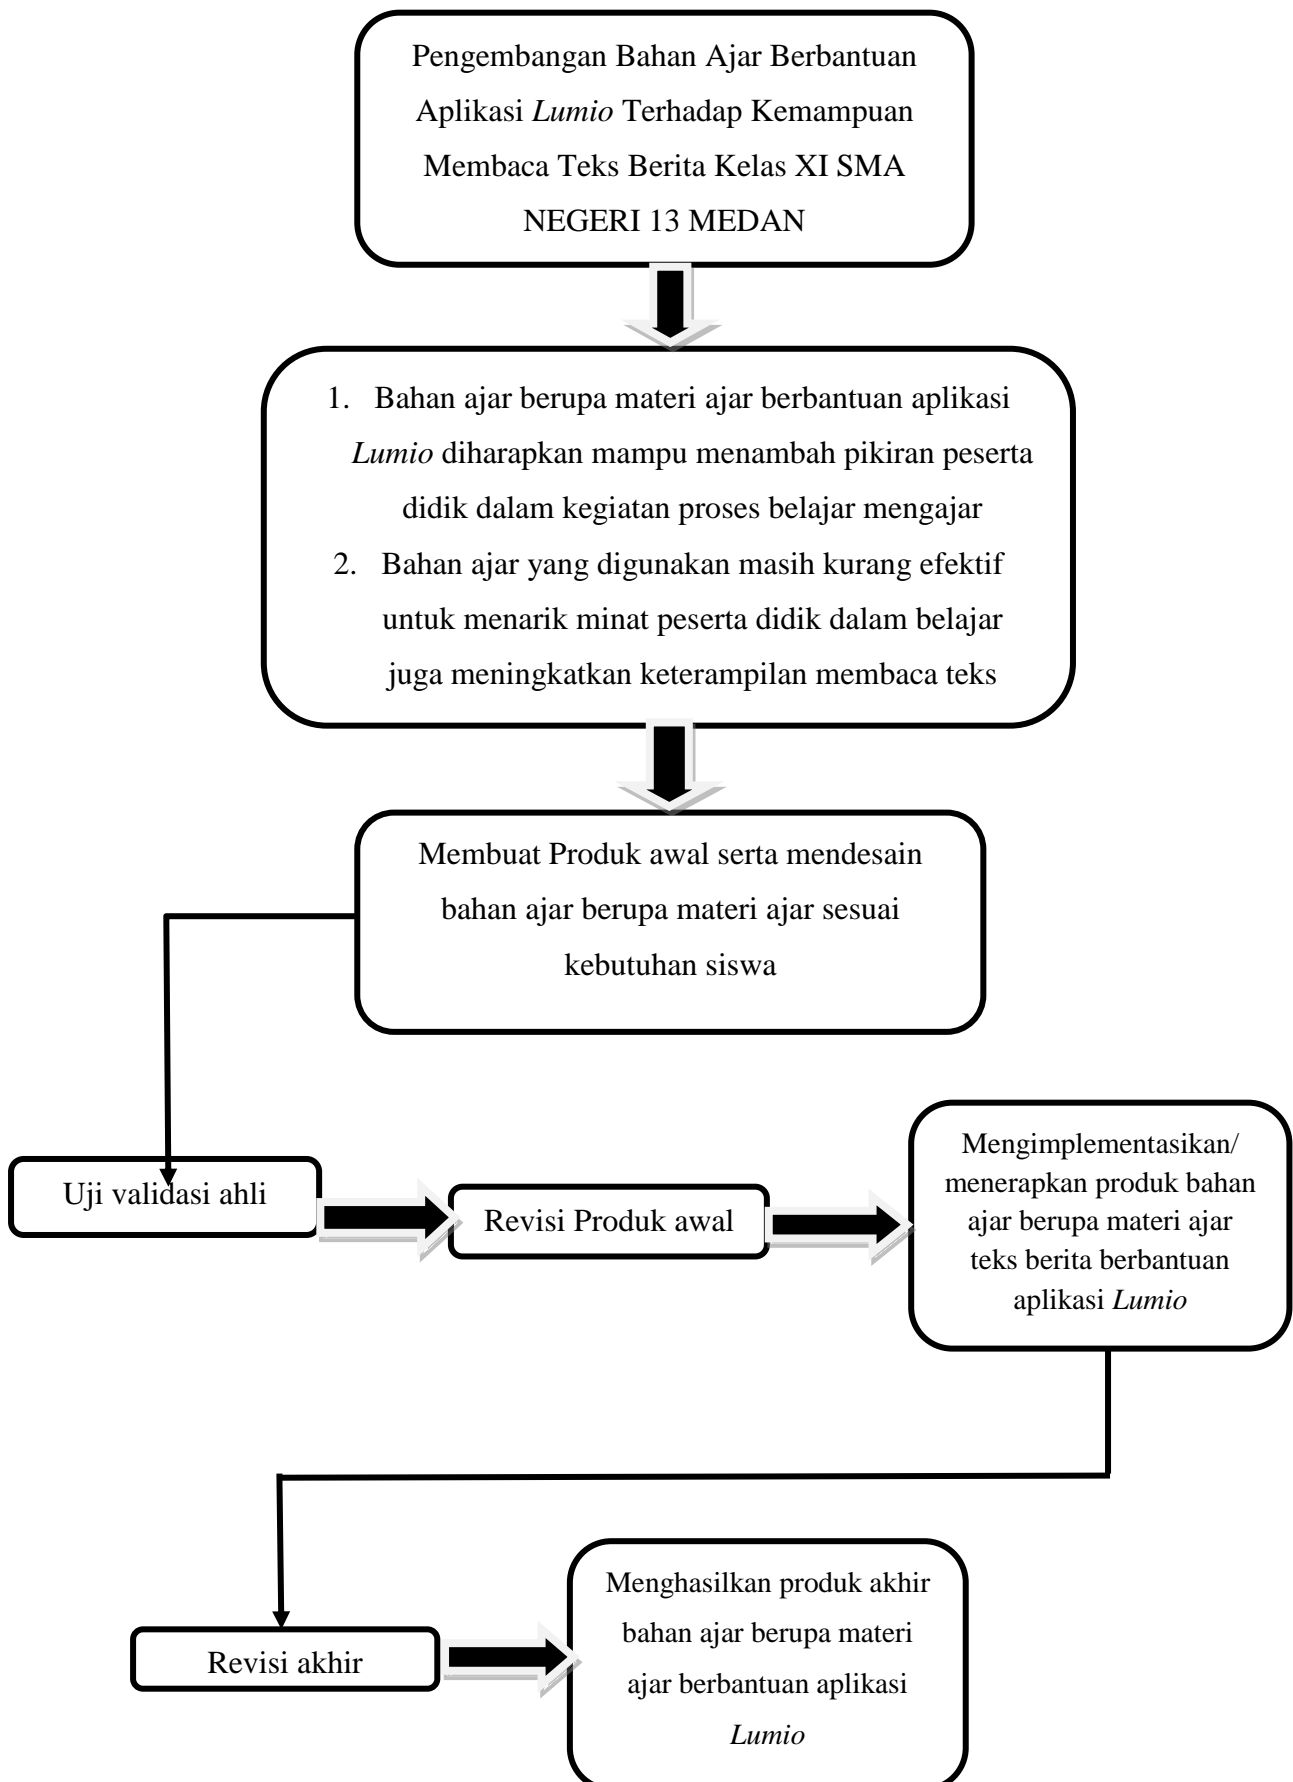 Pengembangan Bahan Ajar Berbantuan
Aplikasi Lumio Terhadap Kemampuan
Membaca Teks Berita Kelas XI SMA
NEGERI 13 MEDAN
1. Bahan ajar berupa materi ajar berbantuan aplikasi
Lumio diharapkan mampu menambah pikiran peserta
didik dalam kegiatan proses belajar mengajar
2. Bahan ajar yang digunakan masih kurang efektif
untuk menarik minat peserta didik dalam belajar
juga meningkatkan keterampilan membaca teks
Membuat Produk awal serta mendesain
bahan ajar berupa materi ajar sesuai
kebutuhan siswa
Uji validasi ahli
Revisi Produk awal
Mengimplementasikan/
menerapkan produk bahan
ajar berupa materi ajar
teks berita berbantuan
aplikasi Lumio
Revisi akhir
Menghasilkan produk akhir
bahan ajar berupa materi
ajar berbantuan aplikasi
Lumio